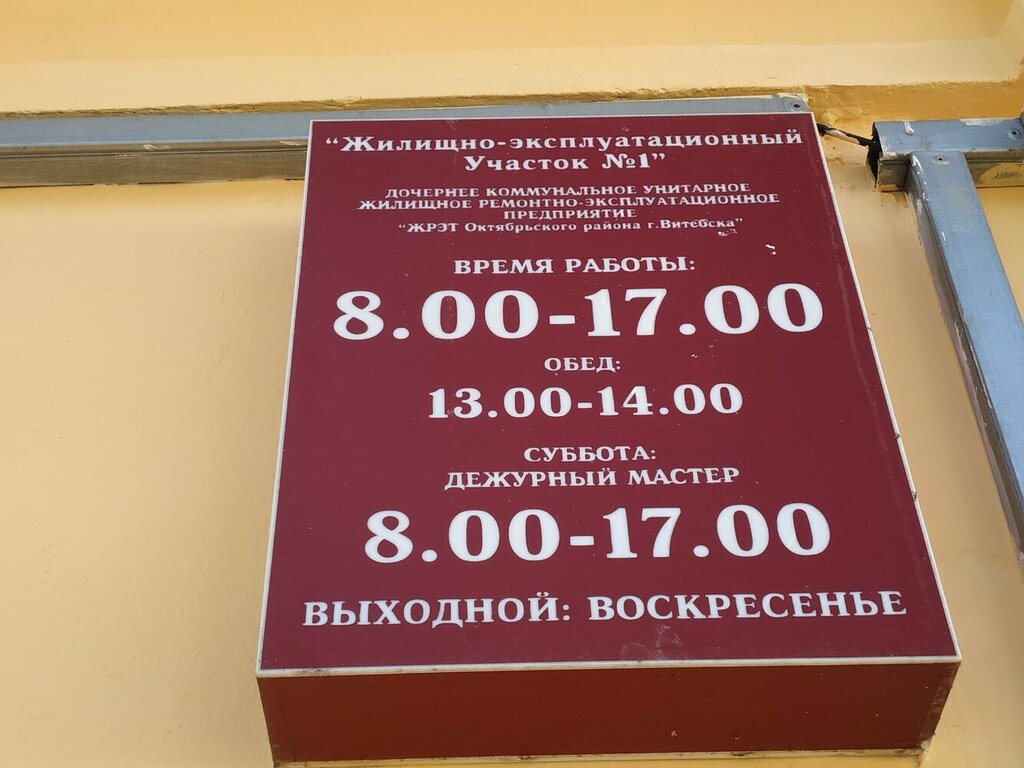 “Жилищно-эксплуатационный
Участок №1”
ДОЧЕРНЕЕ КОММУНАЛЬНОЕ УНИТАРНОЕ
ЖИЛИЩНОЕ РЕМОНТНО-ЭКСПЛУАТАЦИОННОЕ
ПРЕДПРИЯТИЕ
“ЖРЭТ Октябрьского района г.Витебска”
ВРЕМЯ РАБОТЫ:
8.00-17.00
ОБЕД:
13.00-14.00
СУББОТА:
ДЕЖУРНЫЙ МАСТЕР
8.00-17.00
ВЫХОДНОЙ: ВОСКРЕСЕНЬЕ